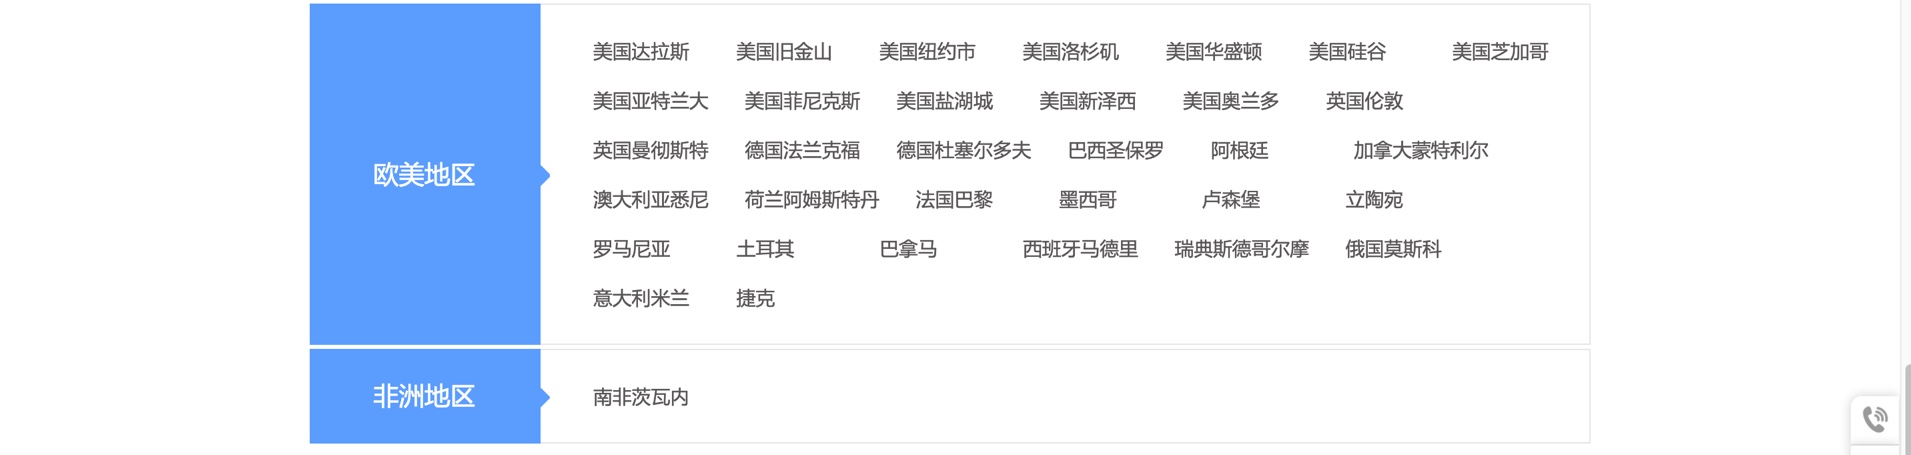 美国达拉斯 美国旧金山 美国纽约市 美国洛杉矶 美国华盛顿 美国硅谷 美国芝加哥
美国亚特兰大 美国菲尼克斯 美国盐湖城 美国新泽西 美国奥兰多 英国伦敦
英国曼彻斯特 德国法兰克福 德国杜塞尔多夫 巴西圣保罗 阿根廷 加拿大蒙特利尔
欧美地区
澳大利亚悉尼 荷兰阿姆斯特丹 法国巴黎 墨西哥 卢森堡 立陶宛
罗马尼亚 土耳其 巴拿马 西班牙马德里 瑞典斯德哥尔摩 俄国莫斯科
意大利米兰 捷克
非洲地区 南非茨瓦内